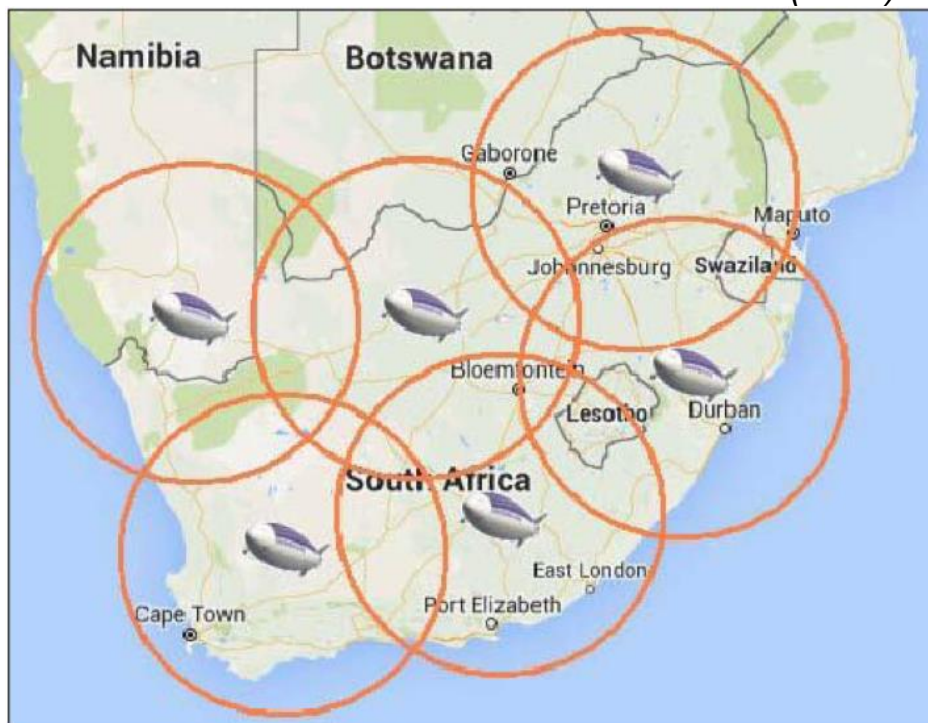 Namibia
Botswana
Gaborone
Pretoria
Maputo
Johannesburg
Swaziland
Bloemfontein
Lesotho
Durban
South Africa
East London
Port Elizabeth
Cape Town